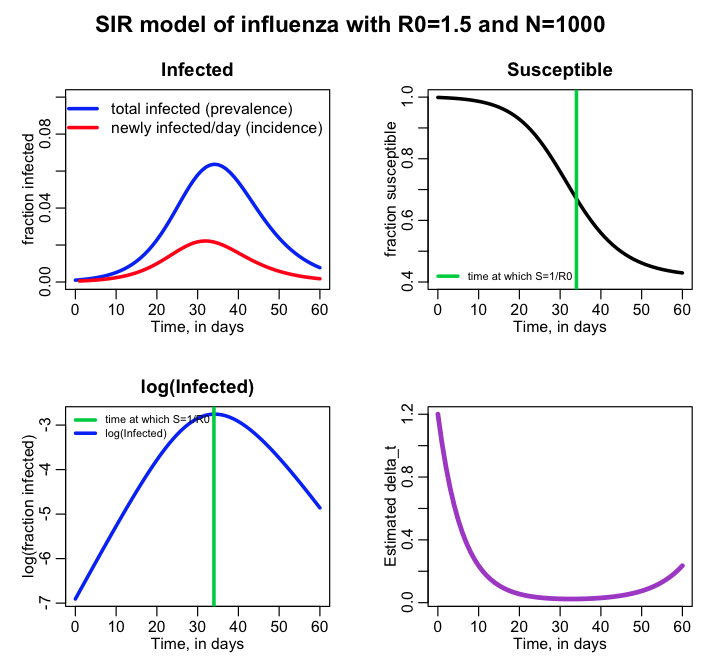 SIR model of influenza with R0=1.5 and N=1000
Infected
total infected (prevalence)
newly infected/day (incidence)
fraction infected
0.00 0.04 0.08
0 10 20 30 40 50 60
Time, in days
Susceptible
fraction susceptible
0.4 0.6 0.8 1.0
time at which S=1/R0
0 10 20 30 40 50 60
Time, in days
log(Infected)
time at which S=1/R0
log(Infected)
log(fraction infected)
-7 -6 -5 -4 -3
0 10 20 30 40 50 60
Time, in days
Estimated delta_t
0.0 0.4 0.8 1.2
0 10 20 30 40 50 60
Time, in days